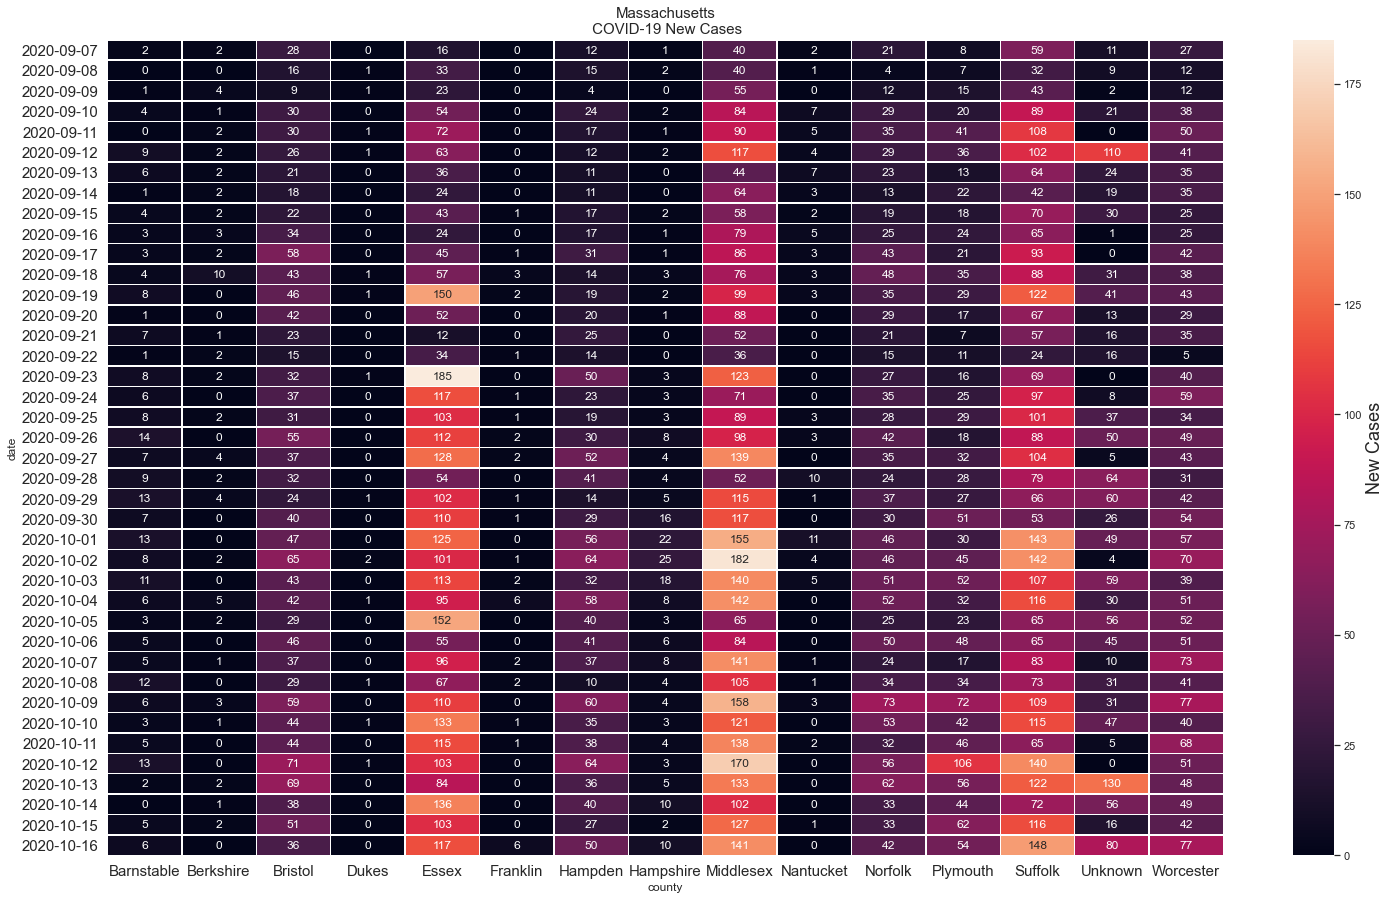 Massachusetts
COVID-19 New Cases
2020-09-07 2 2 28 0 16 0 12 1 40 2 21 8 59 11 27
2020-09-08 0 0 16 1 33 0 15 2 40 1 4 7 32 9 12
2020-09-09 1 4 9 1 23 0 4 0 55 0 12 15 43 2 12
2020-09-10 4 1 30 0 54 0 24 2 84 7 29 20 89 21 38
2020-09-11 0 2 30 1 72 0 17 1 90 5 35 41 108 0 50
2020-09-12 9 2 26 1 63 0 12 2 117 4 29 36 102 110 41
2020-09-13 6 2 21 0 36 0 11 0 44 7 23 13 64 24 35
2020-09-14 1 2 18 0 24 0 11 0 64 3 13 22 42 19 35
2020-09-15 4 2 22 0 43 1 17 2 58 2 19 18 70 30 25
2020-09-16 3 3 34 0 24 0 17 1 79 5 25 24 65 1 25
2020-09-17 3 2 58 0 45 1 31 1 86 3 43 21 93 0 42
2020-09-18 4 10 43 1 57 3 14 3 76 3 48 35 88 31 38
2020-09-19 8 0 46 1 150 2 19 2 99 3 35 29 122 41 43
2020-09-20 1 0 42 0 52 0 20 1 88 0 29 17 67 13 29
2020-09-21 7 1 23 0 12 0 25 0 52 0 21 7 57 16 35
2020-09-22 1 2 15 0 34 1 14 0 36 0 15 11 24 16 5
2020-09-23 8 2 32 1 185 0 50 3 123 0 27 16 69 0 40
2020-09-24 6 0 37 0 117 1 23 3 71 0 35 25 97 8 59
2020-09-25 8 2 31 0 103 1 19 3 89 3 28 29 101 37 34
2020-09-26 14 0 55 0 112 2 30 8 98 3 42 18 88 50 49
2020-09-27 7 4 37 0 128 2 52 4 139 0 35 32 104 5 43
2020-09-28 9 2 32 0 54 0 41 4 52 10 24 28 79 64 31
2020-09-29 13 4 24 1 102 1 14 5 115 1 37 27 66 60 42
2020-09-30 7 0 40 0 110 1 29 16 117 0 30 51 53 26 54
2020-10-01 13 0 47 0 125 0 56 22 155 11 46 30 143 49 57
2020-10-02 8 2 65 2 101 1 64 25 182 4 46 45 142 4 70
2020-10-03 11 0 43 0 113 2 32 18 140 5 51 52 107 59 39
2020-10-04 6 5 42 1 95 6 58 8 142 0 52 32 116 30 51
2020-10-05 3 2 29 0 152 0 40 3 65 0 25 23 65 56 52
2020-10-06 5 0 46 0 55 0 41 3 84 0 50 48 65 45 51
2020-10-07 5 1 37 0 96 2 37 8 141 1 24 17 83 10 73
2020-10-08 12 0 29 1 67 2 10 4 105 1 34 34 73 31 41
2020-10-09 6 3 59 0 110 0 60 4 158 3 73 72 109 31 77
2020-10-10 3 1 44 1 133 1 35 3 121 0 53 42 115 47 40
2020-10-11 5 0 44 0 115 1 38 4 138 2 32 46 65 5 68
2020-10-12 13 0 71 1 103 0 64 3 170 0 56 106 140 0 51
2020-10-13 2 2 69 0 84 0 36 5 133 0 62 56 122 130 48
2020-10-14 0 1 38 0 136 0 40 10 102 0 33 44 72 56 49
2020-10-15 5 2 51 0 103 0 27 2 127 1 33 62 116 16 42
2020-10-16 6 0 36 0 117 6 50 10 141 0 42 54 148 80 77
Barnstable Berkshire Bristol Dukes Essex Franklin Hampden Hampshire Middlesex Nantucket Norfolk Plymouth Suffolk Unknown Worcester
county
date
175
150
125
100
75
50
25
0
New Cases